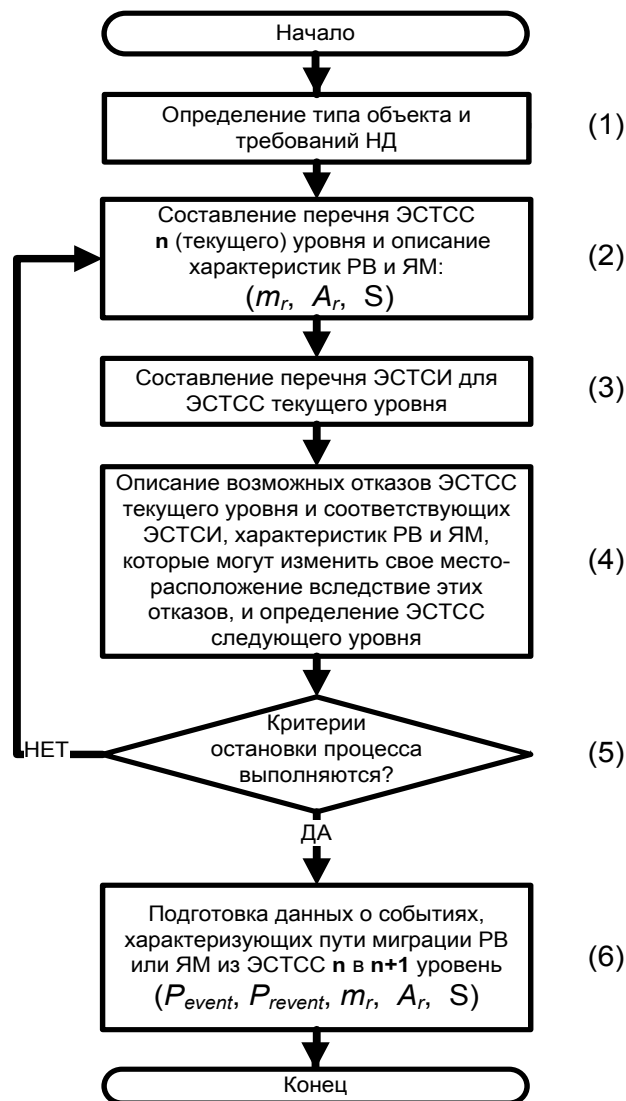 Начало
Определение типа объекта и
требований НД
(1)
Составление перечня ЭСТСС
n (текущего) уровня и описание
характеристик РВ и ЯМ:
(mr, Ar, S)
(2)
Составление перечня ЭСТСИ для
ЭСТСС текущего уровня
(3)
Описание возможных отказов ЭСТСС
текущего уровня и соответствующих
ЭСТСИ, характеристик РВ и ЯМ,
которые могут изменить свое место-
расположение вследствие этих
отказов, и определение ЭСТСС
следующего уровня
(4)
Критерии
остановки процесса
выполняются?
(5)
НЕТ
ДА
Подготовка данных о событиях,
характеризующих пути миграции РВ
или ЯМ из ЭСТСС n в n+1 уровень
(Pevent, Prevent, mr, Ar, S)
(6)
Конец